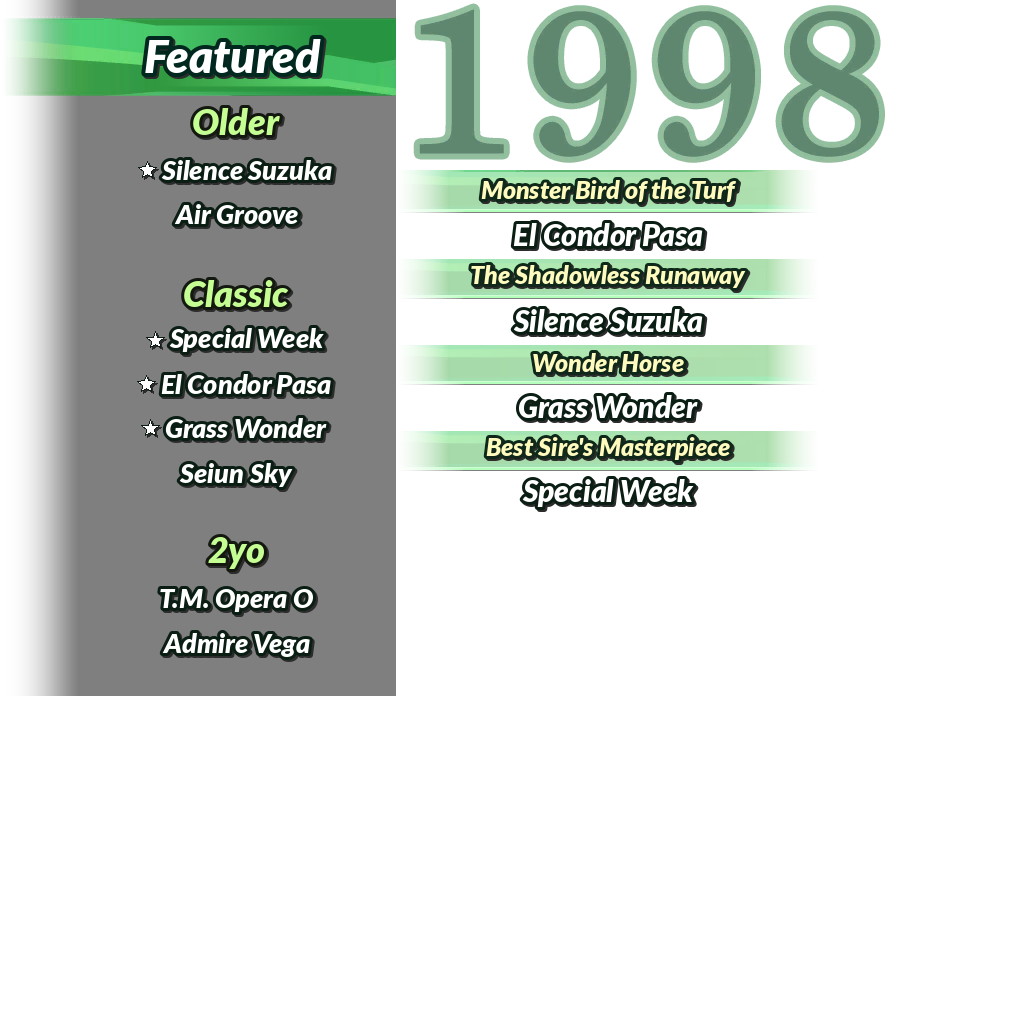 Featured
Older
Silence Suzuka
Air Groove
Classic
Special Week
El Condor Pasa
Grass Wonder
Seiun Sky
2yo
T.M. Opera O
Admire Vega
1998
Monster Bird of the Turf
El Condor Pasa
The Shadowless Runaway
Silence Suzuka
Wonder Horse
Grass Wonder
Best Sire's Masterpiece
Special Week